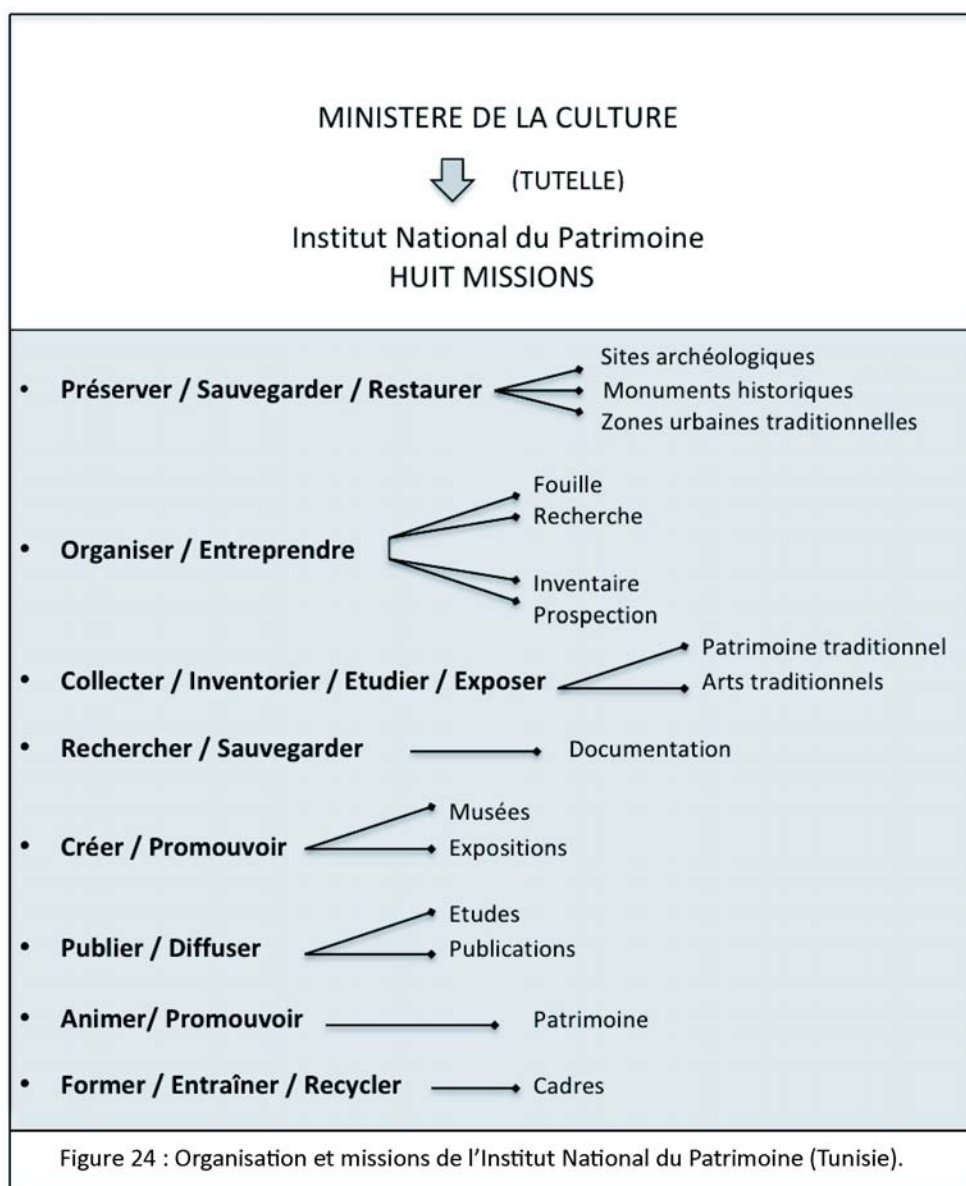 MINISTERE DE LA CULTURE
(TUTELLE)
Institut National du Patrimoine
HUIT MISSIONS
• Préserver / Sauvegarder / Restaurer
Sites archéologiques
Monuments historiques
Zones urbaines traditionnelles
• Organiser / Entreprendre
Fouille
Recherche
Inventaire
Prospection
• Collecter / Inventorier / Etudier / Exposer
Patrimoine traditionnel
Arts traditionnels
• Rechercher / Sauvegarder
Documentation
• Créer / Promouvoir
Musées
Expositions
• Publier / Diffuser
Etudes
Publications
• Animer/ Promouvoir
Patrimoine
• Former / Entraîner / Recycler
Cadres
Figure 24 : Organisation et missions de l'Institut National du Patrimoine (Tunisie).